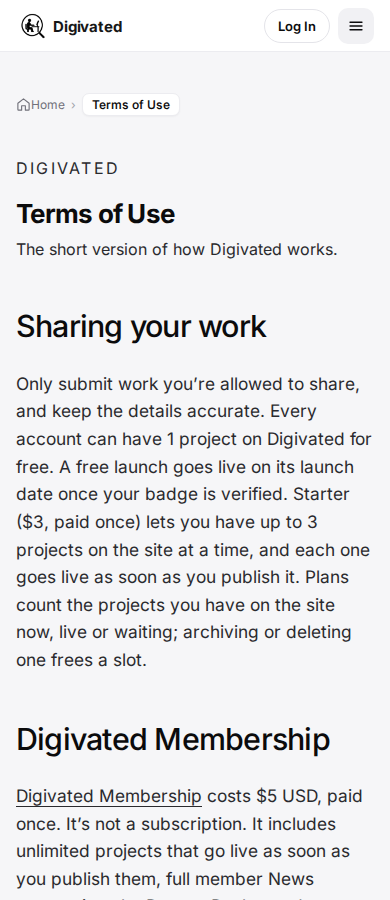 Digivated
Log In
Home › Terms of Use
DIGIVATED
Terms of Use
The short version of how Digivated works.
Sharing your work
Only submit work you’re allowed to share,
and keep the details accurate. Every
account can have 1 project on Digivated for
free. A free launch goes live on its launch
date once your badge is verified. Starter
($3, paid once) lets you have up to 3
projects on the site at a time, and each one
goes live as soon as you publish it. Plans
count the projects you have on the site
now, live or waiting; archiving or deleting
one frees a slot.
Digivated Membership
Digivated Membership costs $5 USD, paid
once. It’s not a subscription. It includes
unlimited projects that go live as soon as
you publish them, full member News